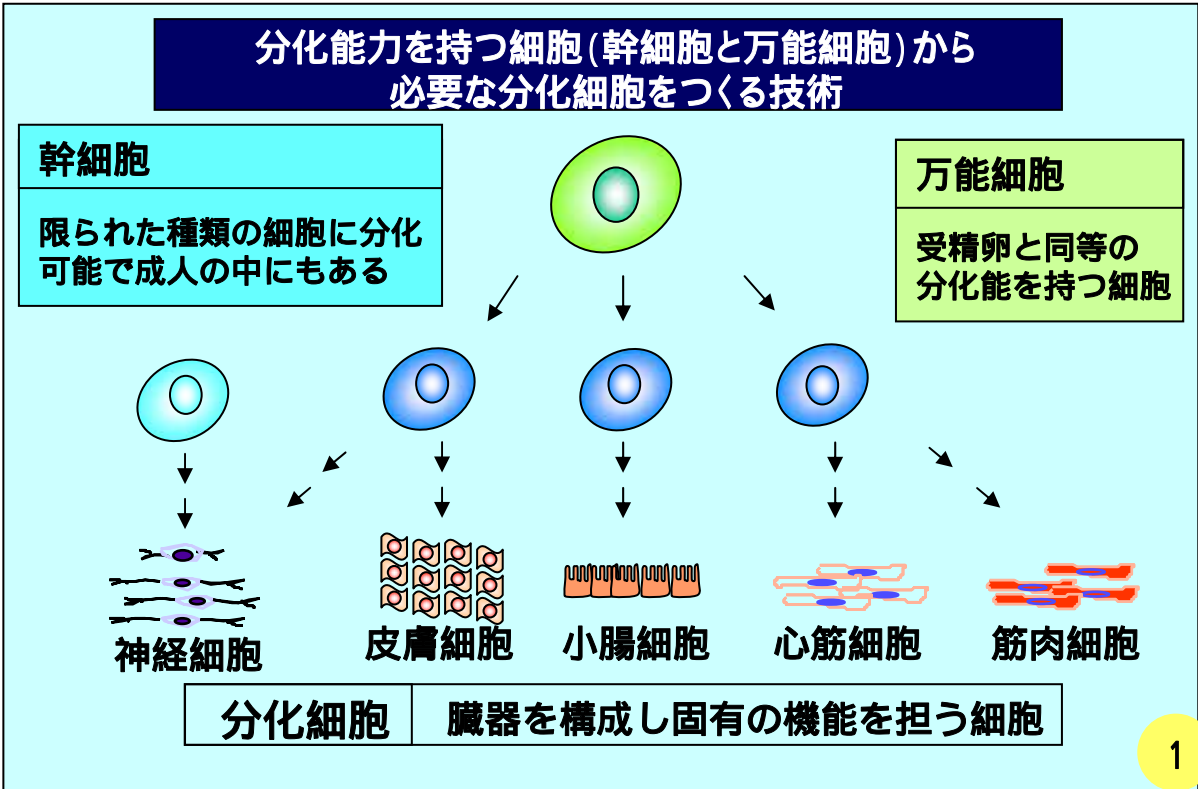 分化能力を持つ細胞(幹細胞と万能細胞)から
必要な分化細胞をつくる技術
幹細胞
限られた種類の細胞に分化
可能で成人の中にもある
万能細胞
受精卵と同等の
分化能を持つ細胞
神経細胞
皮膚細胞
小腸細胞
心筋細胞
筋肉細胞
分化細胞
臓器を構成し固有の機能を担う細胞
1